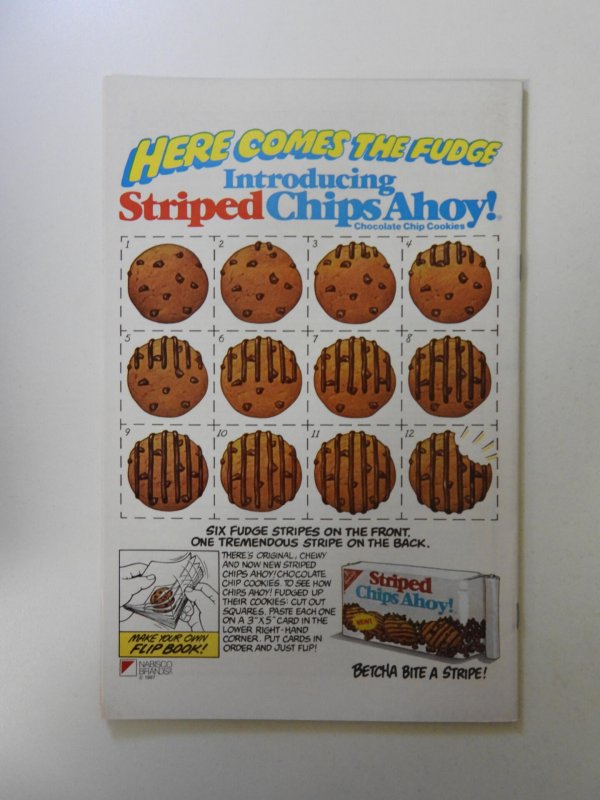 HERE COMES THE FUDGE
Introducing
Striped Chips Ahoy!®
Chocolate Chip Cookies
1 2 3 4
5 6 7 8
9 10 11 12
SIX FUDGE STRIPES ON THE FRONT.
ONE TREMENDOUS STRIPE ON THE BACK.
THERE'S ORIGINAL, CHEWY
AND NOW NEW STRIPED
CHIPS AHOY! CHOCOLATE
CHIP COOKIES. TO SEE HOW
CHIPS AHOY! FUDGED UP
THEIR COOKIES: CUT OUT
SQUARES. PASTE EACH ONE
ON A 3"X5" CARD IN THE
LOWER RIGHT-HAND
CORNER. PUT CARDS IN
ORDER AND JUST FLIP!
MAKE YOUR OWN
FLIP BOOK!
NABISCO
BRANDS
© 1987
Striped
Chips Ahoy!
NEW!
BETCHA BITE A STRIPE!